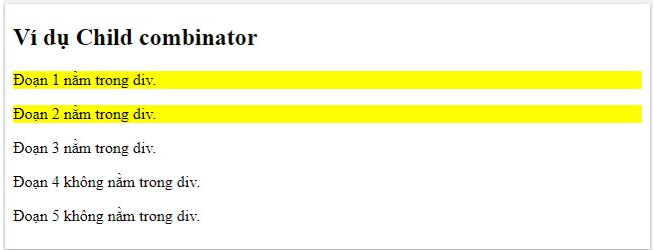 Ví dụ Child combinator
Đoạn 1 nằm trong div.
Đoạn 2 nằm trong div.
Đoạn 3 nằm trong div.
Đoạn 4 không nằm trong div.
Đoạn 5 không nằm trong div.